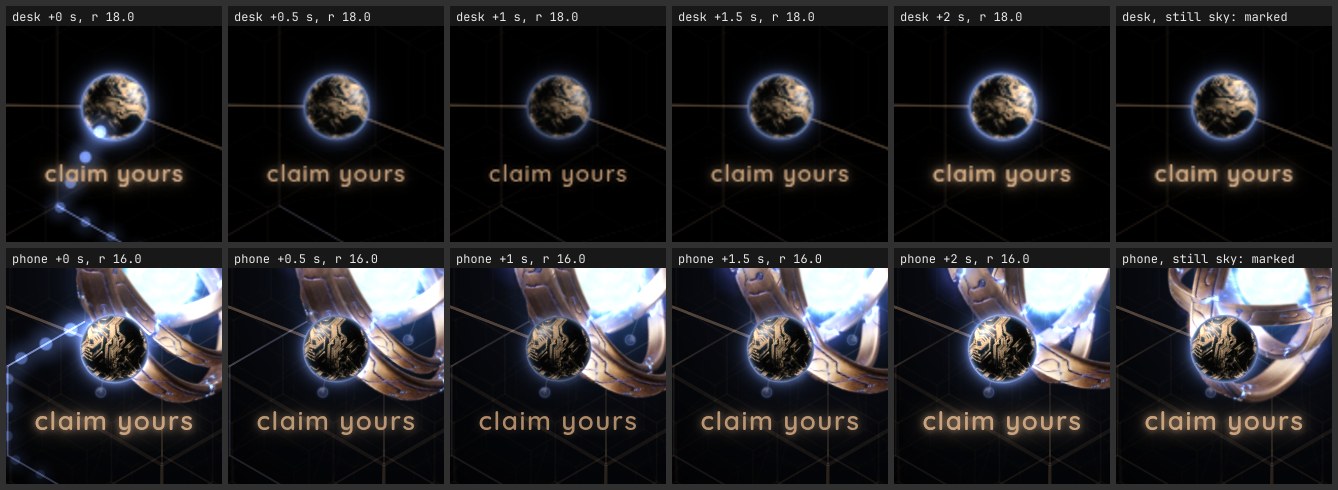 desk +0 s, r 18.0
desk +0.5 s, r 18.0
desk +1 s, r 18.0
desk +1.5 s, r 18.0
desk +2 s, r 18.0
desk, still sky: marked
claim yours
claim yours
claim yours
claim yours
claim yours
claim yours
phone +0 s, r 16.0
phone +0.5 s, r 16.0
phone +1 s, r 16.0
phone +1.5 s, r 16.0
phone +2 s, r 16.0
phone, still sky: marked
claim yours
claim yours
claim yours
claim yours
claim yours
claim yours